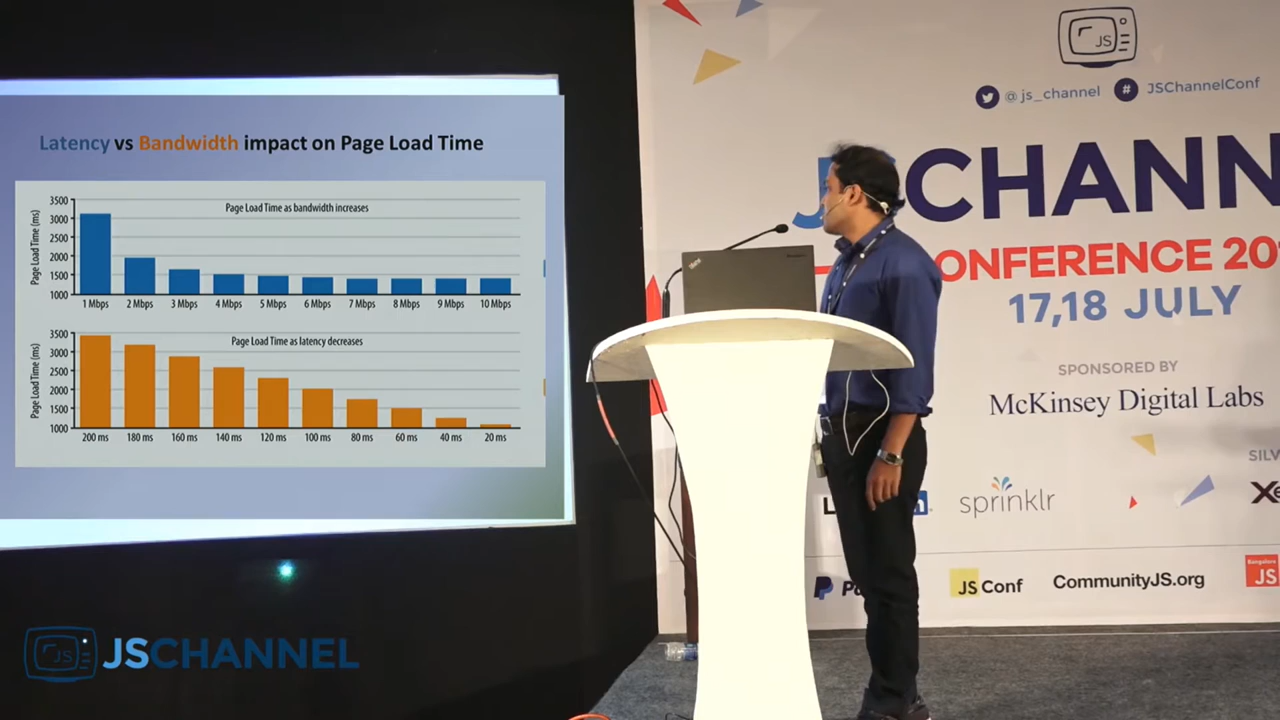 Latency vs Bandwidth impact on Page Load Time
Page Load Time as bandwidth increases
Page Load Time (ms)
3500
3000
2500
2000
1500
1000
1 Mbps 2 Mbps 3 Mbps 4 Mbps 5 Mbps 6 Mbps 7 Mbps 8 Mbps 9 Mbps 10 Mbps
Page Load Time as latency decreases
Page Load Time (ms)
3500
3000
2500
2000
1500
1000
200 ms 180 ms 160 ms 140 ms 120 ms 100 ms 80 ms 60 ms 40 ms 20 ms
JS
JSCHANNEL
JS
@js_channel # JSChannelConf
JSCHANN
ONFERENCE 20
17,18 JULY
SPONSORED BY
McKinsey Digital Labs
SILV
L n
sprinklr
Xe
P
JS Conf
CommunityJS.org
Bangalore
JS